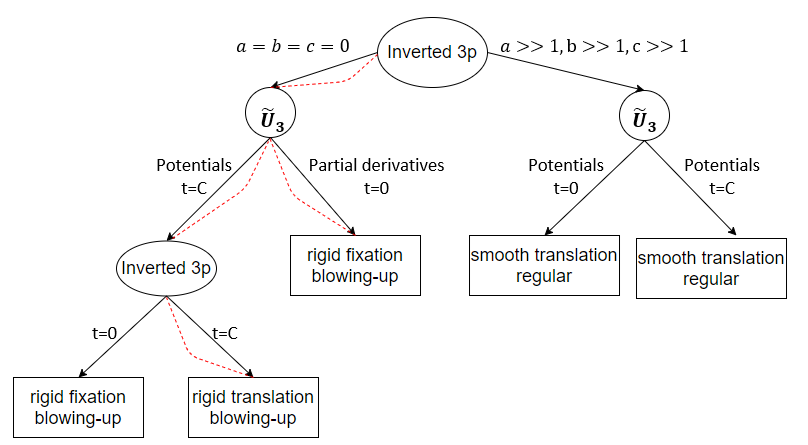 a = b = c = 0
Inverted 3p
a >> 1, b >> 1, c >> 1
Ũ₃
Ũ₃
Potentials
t=C
Partial derivatives
t=0
Potentials
t=0
Potentials
t=C
Inverted 3p
rigid fixation
blowing-up
smooth translation
regular
smooth translation
regular
t=0
t=C
rigid fixation
blowing-up
rigid translation
blowing-up